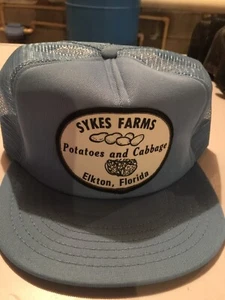 SYKES FARMS
Potatoes and Cabbage
Elkton, Florida